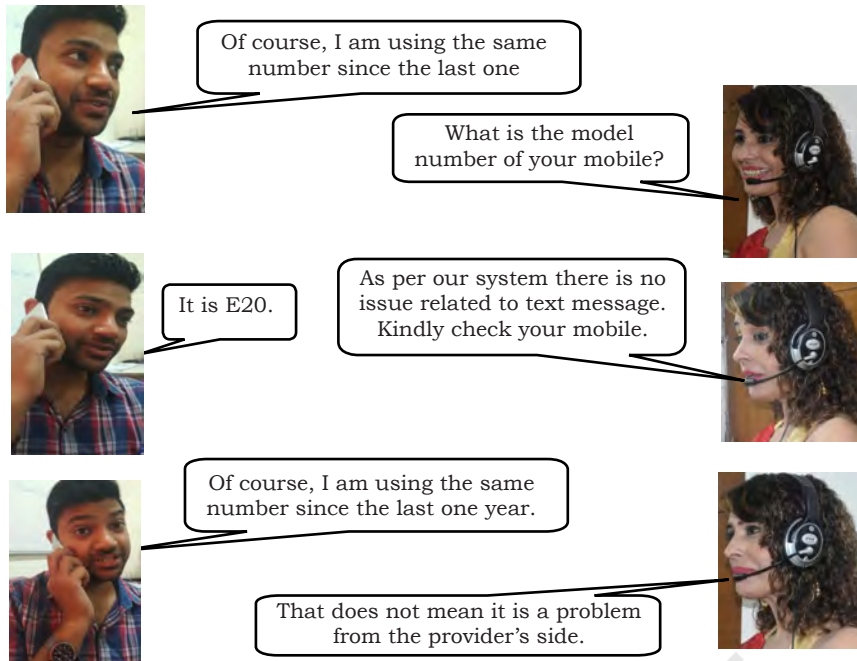 Of course, I am using the same
number since the last one
What is the model
number of your mobile?
It is E20.
As per our system there is no
issue related to text message.
Kindly check your mobile.
Of course, I am using the same
number since the last one year.
That does not mean it is a problem
from the provider’s side.